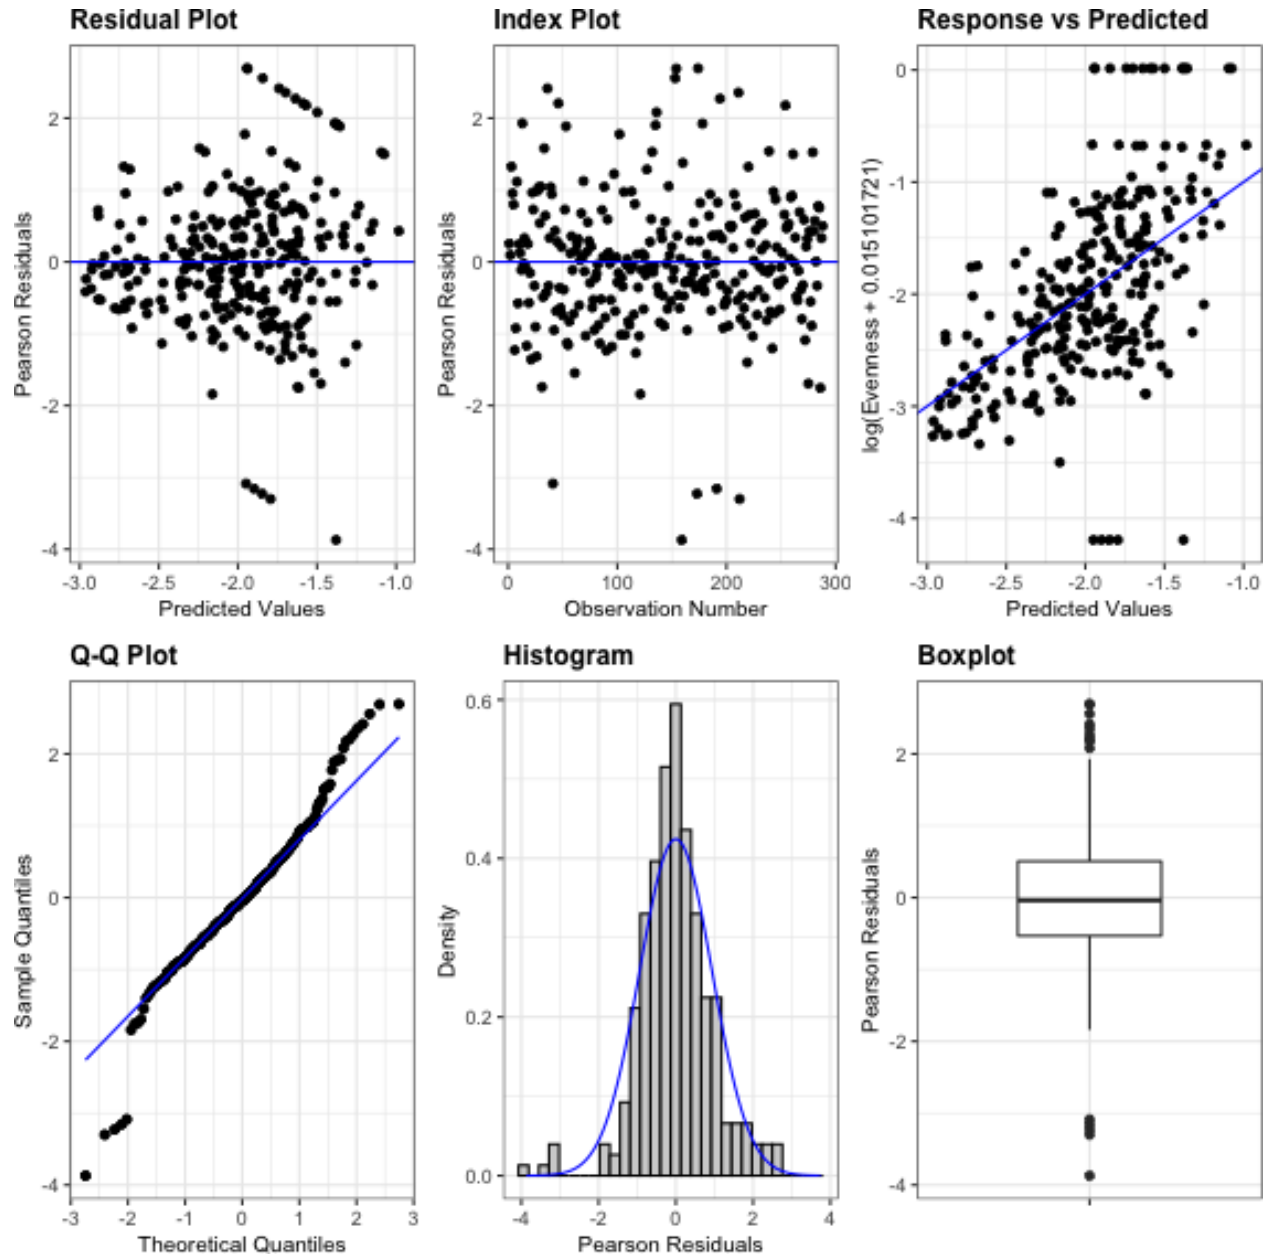 Residual Plot
2
0
-2
-4
-3.0 -2.5 -2.0 -1.5 -1.0
Predicted Values
Pearson Residuals
Index Plot
2
0
-2
-4
0 100 200 300
Observation Number
Pearson Residuals
Response vs Predicted
0
-1
-2
-3
-4
-3.0 -2.5 -2.0 -1.5 -1.0
Predicted Values
log(Evenness + 0.015101721)
Q-Q Plot
2
0
-2
-4
-3 -2 -1 0 1 2 3
Theoretical Quantiles
Sample Quantiles
Histogram
0.6
0.4
0.2
0.0
-4 -2 0 2 4
Pearson Residuals
Density
Boxplot
2
0
-2
-4
Pearson Residuals